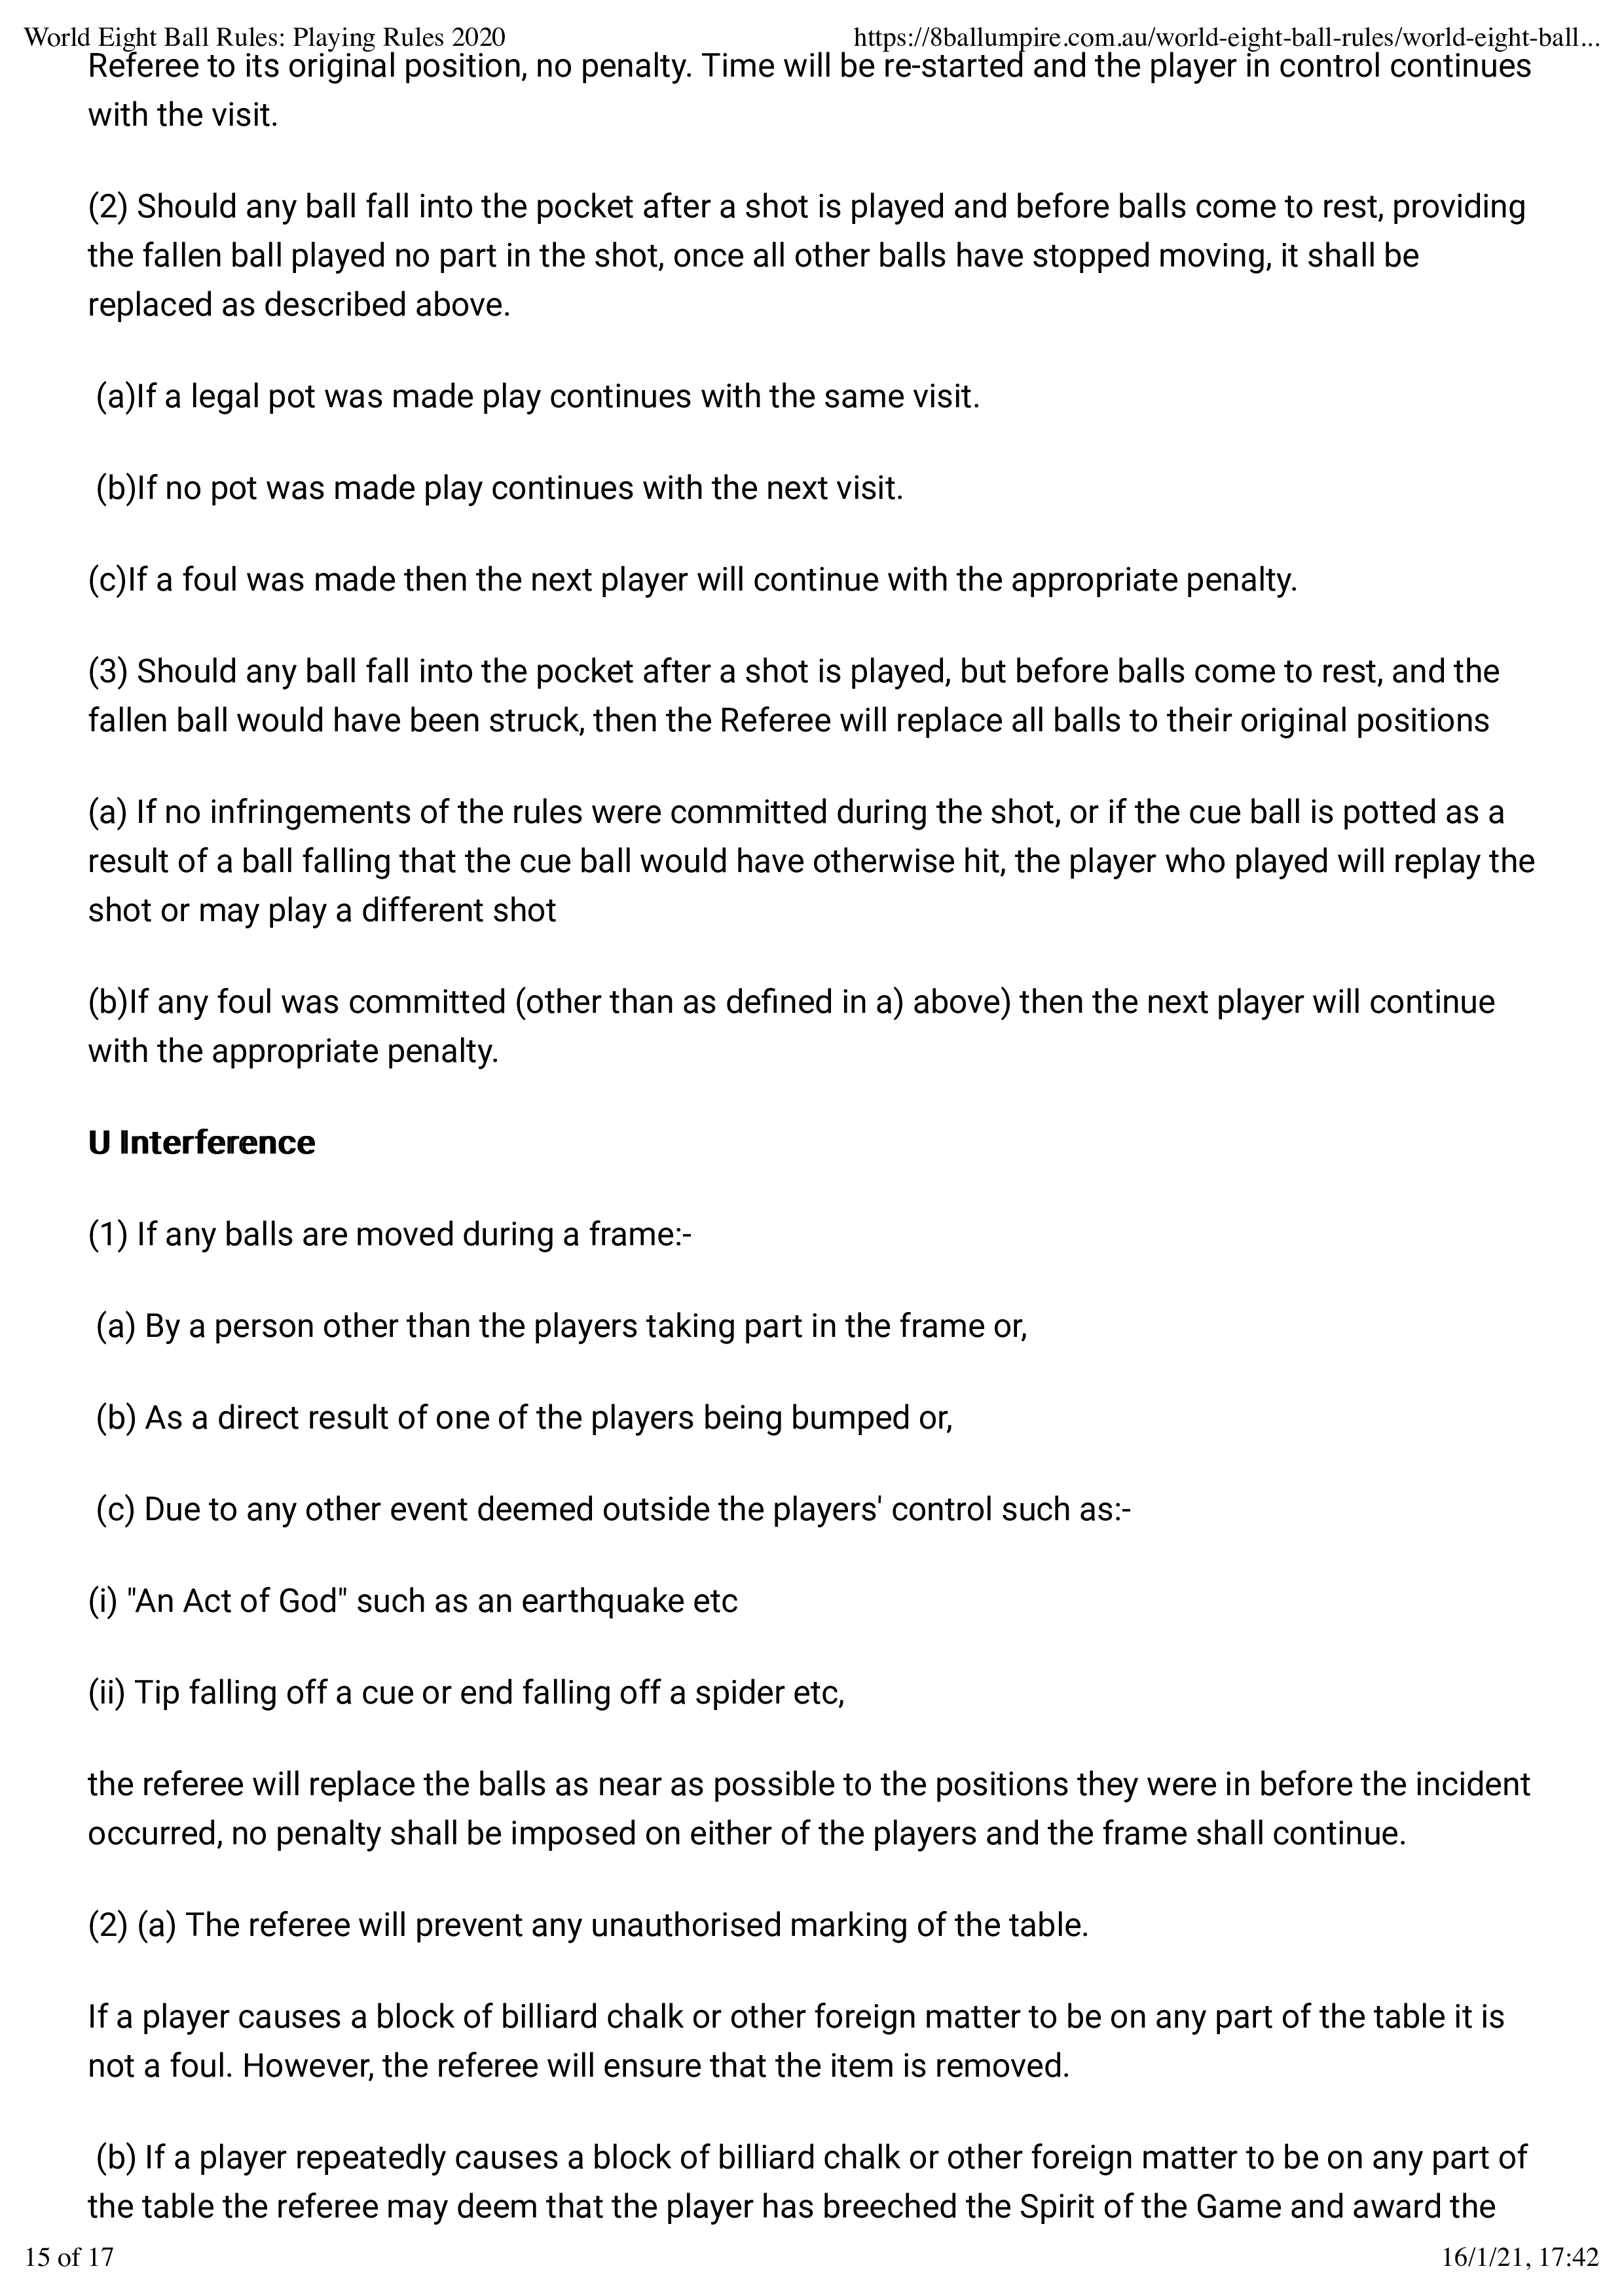 World Eight Ball Rules: Playing Rules 2020 https://8ballumpire.com.au/world-eight-ball-rules/world-eight-ball...
Referee to its original position, no penalty. Time will be re-started and the player in control continues
with the visit.
(2) Should any ball fall into the pocket after a shot is played and before balls come to rest, providing
the fallen ball played no part in the shot, once all other balls have stopped moving, it shall be
replaced as described above.
(a)If a legal pot was made play continues with the same visit.
(b)If no pot was made play continues with the next visit.
(c)If a foul was made then the next player will continue with the appropriate penalty.
(3) Should any ball fall into the pocket after a shot is played, but before balls come to rest, and the
fallen ball would have been struck, then the Referee will replace all balls to their original positions
(a) If no infringements of the rules were committed during the shot, or if the cue ball is potted as a
result of a ball falling that the cue ball would have otherwise hit, the player who played will replay the
shot or may play a different shot
(b)If any foul was committed (other than as defined in a) above) then the next player will continue
with the appropriate penalty.
U Interference
(1) If any balls are moved during a frame:-
(a) By a person other than the players taking part in the frame or,
(b) As a direct result of one of the players being bumped or,
(c) Due to any other event deemed outside the players' control such as:-
(i) "An Act of God" such as an earthquake etc
(ii) Tip falling off a cue or end falling off a spider etc,
the referee will replace the balls as near as possible to the positions they were in before the incident
occurred, no penalty shall be imposed on either of the players and the frame shall continue.
(2) (a) The referee will prevent any unauthorised marking of the table.
If a player causes a block of billiard chalk or other foreign matter to be on any part of the table it is
not a foul. However, the referee will ensure that the item is removed.
(b) If a player repeatedly causes a block of billiard chalk or other foreign matter to be on any part of
the table the referee may deem that the player has breeched the Spirit of the Game and award the
15 of 17 16/1/21, 17:42